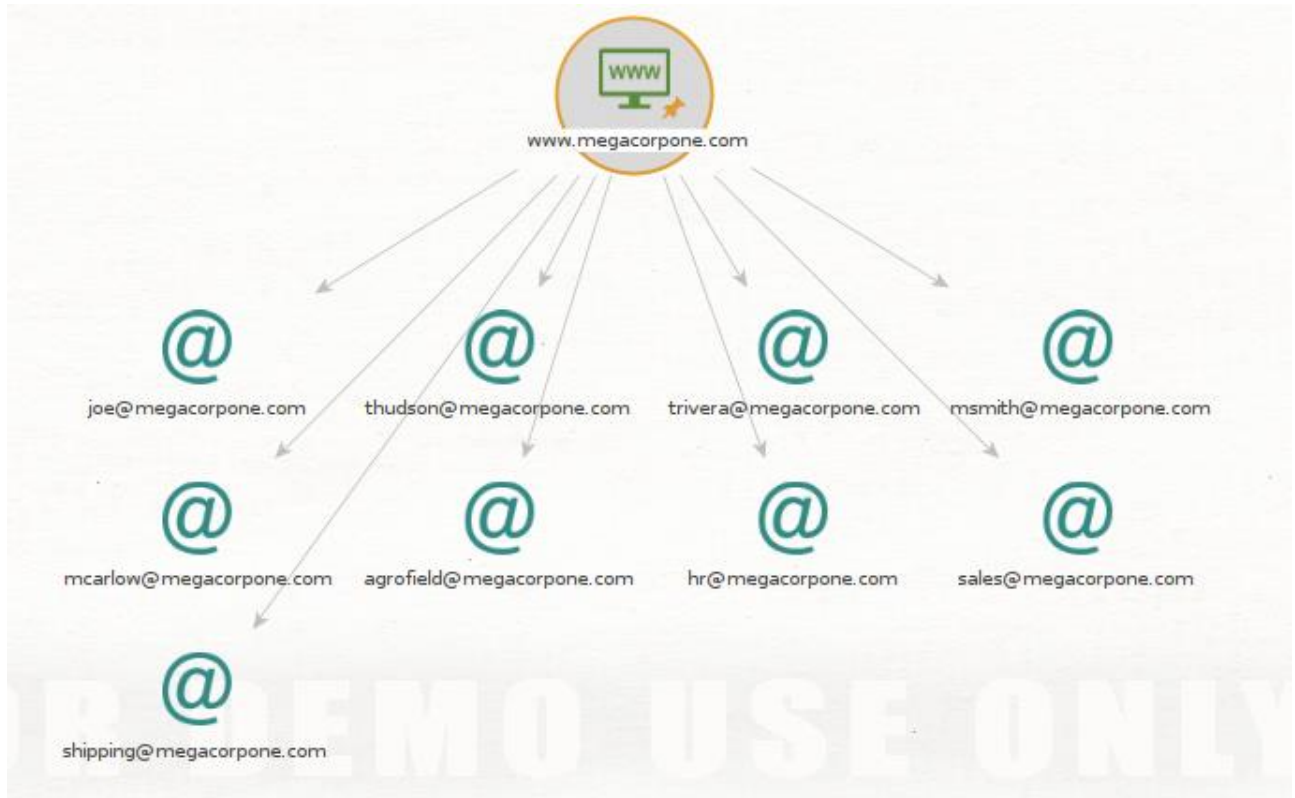 WWW
www.megacorpone.com
joe@megacorpone.com thudson@megacorpone.com trivera@megacorpone.com msmith@megacorpone.com
mcarlow@megacorpone.com agrofield@megacorpone.com hr@megacorpone.com sales@megacorpone.com
shipping@megacorpone.com
OR DEMO USE ONLY